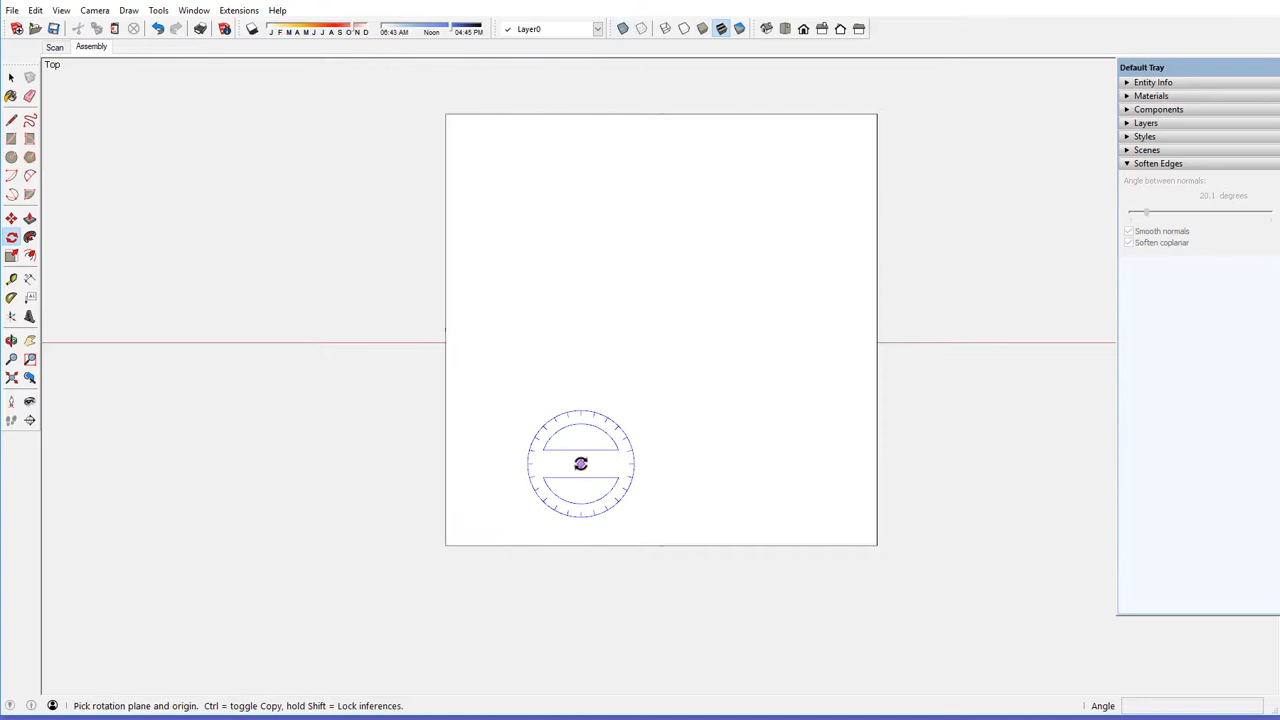 File Edit View Camera Draw Tools Window Extensions Help
J F M A M J J A S O N D
06:43 AM Noon 04:45 PM
Layer0
Scan Assembly
Top
Default Tray
Entity Info
Materials
Components
Layers
Styles
Scenes
Soften Edges
Angle between normals:
20.1 degrees
Smooth normals
Soften coplanar
Pick rotation plane and origin. Ctrl = toggle Copy, hold Shift = Lock inferences.
Angle